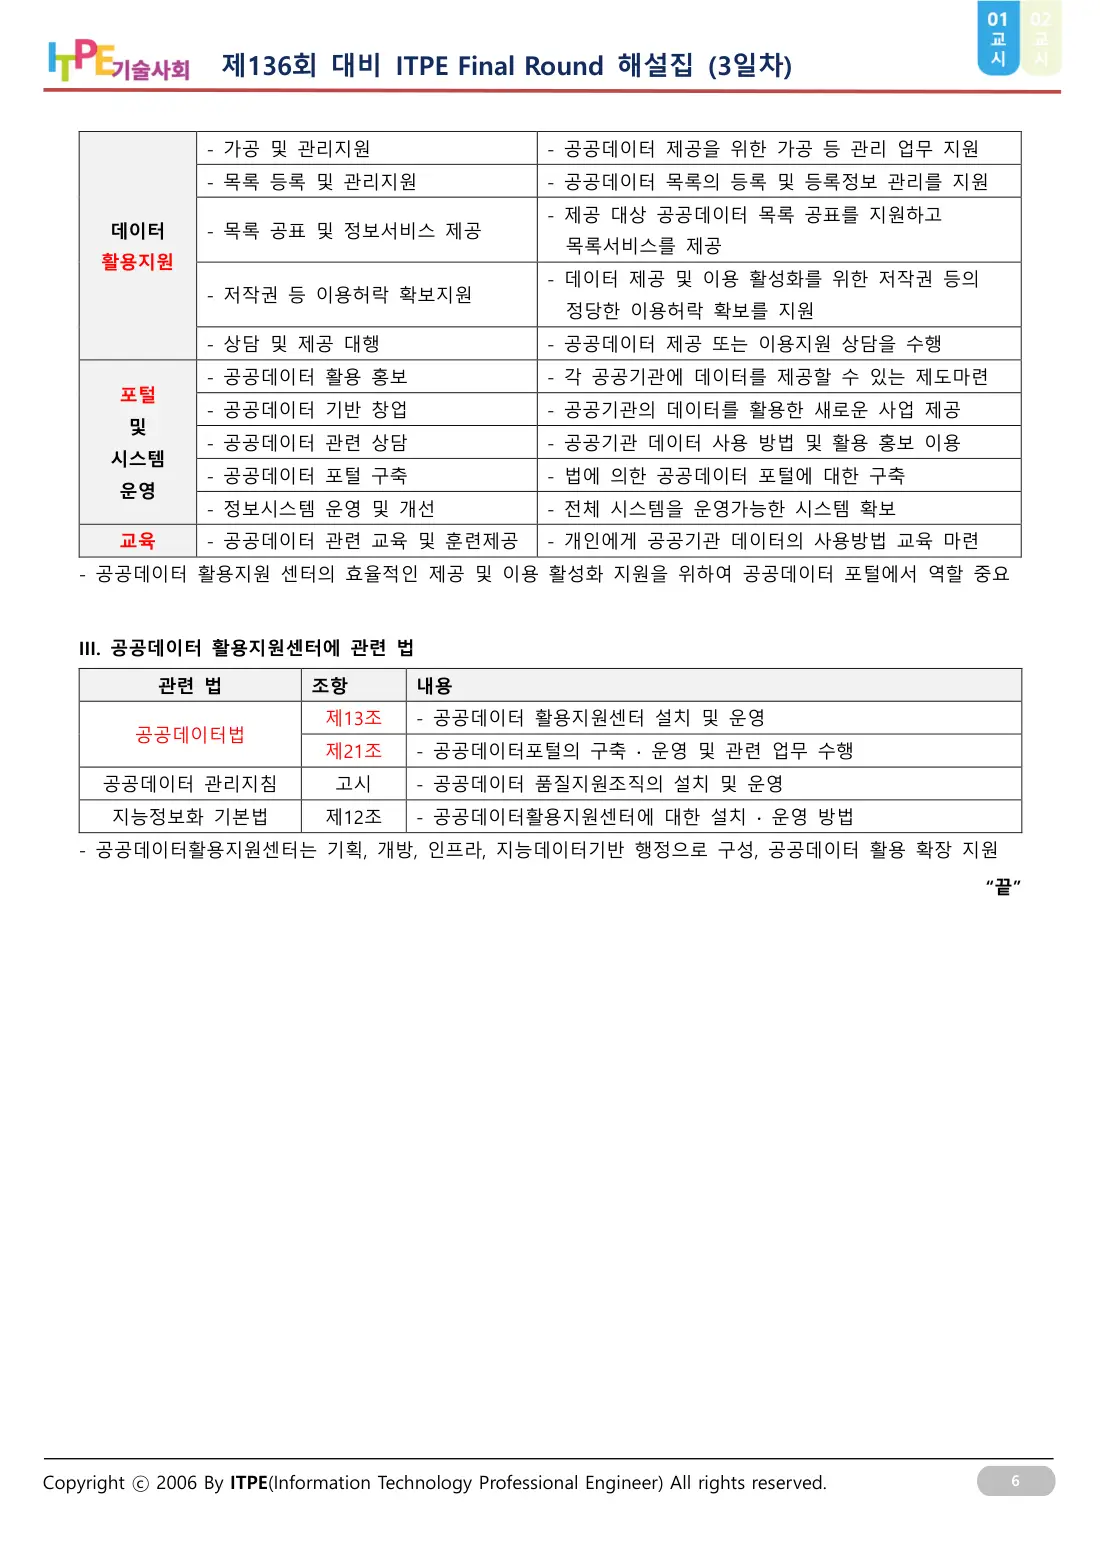 ITPE기술사회 제136회 대비 ITPE Final Round 해설집 (3일차)
01 교시
02 교시
데이터
활용지원
- 가공 및 관리지원 - 공공데이터 제공을 위한 가공 등 관리 업무 지원
- 목록 등록 및 관리지원 - 공공데이터 목록의 등록 및 등록정보 관리를 지원
- 목록 공표 및 정보서비스 제공 - 제공 대상 공공데이터 목록 공표를 지원하고
목록서비스를 제공
- 저작권 등 이용허락 확보지원 - 데이터 제공 및 이용 활성화를 위한 저작권 등의
정당한 이용허락 확보를 지원
- 상담 및 제공 대행 - 공공데이터 제공 또는 이용지원 상담을 수행
포털
및
시스템
운영
- 공공데이터 활용 홍보 - 각 공공기관에 데이터를 제공할 수 있는 제도마련
- 공공데이터 기반 창업 - 공공기관의 데이터를 활용한 새로운 사업 제공
- 공공데이터 관련 상담 - 공공기관 데이터 사용 방법 및 활용 홍보 이용
- 공공데이터 포털 구축 - 법에 의한 공공데이터 포털에 대한 구축
- 정보시스템 운영 및 개선 - 전체 시스템을 운영가능한 시스템 확보
교육 - 공공데이터 관련 교육 및 훈련제공 - 개인에게 공공기관 데이터의 사용방법 교육 마련
- 공공데이터 활용지원 센터의 효율적인 제공 및 이용 활성화 지원을 위하여 공공데이터 포털에서 역할 중요
III. 공공데이터 활용지원센터에 관련 법
관련 법 조항 내용
공공데이터법 제13조 - 공공데이터 활용지원센터 설치 및 운영
제21조 - 공공데이터포털의 구축 · 운영 및 관련 업무 수행
공공데이터 관리지침 고시 - 공공데이터 품질지원조직의 설치 및 운영
지능정보화 기본법 제12조 - 공공데이터활용지원센터에 대한 설치 · 운영 방법
- 공공데이터활용지원센터는 기획, 개방, 인프라, 지능데이터기반 행정으로 구성, 공공데이터 활용 확장 지원
“끝”
Copyright ⓒ 2006 By ITPE(Information Technology Professional Engineer) All rights reserved.
6